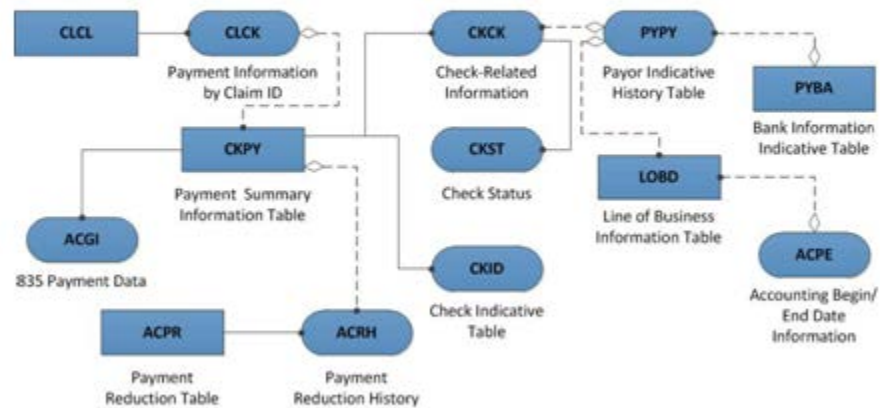 CLCL
CLCK
Payment Information
by Claim ID
CKCK
Check-Related
Information
PYPY
Payor Indicative
History Table
PYBA
Bank Information
Indicative Table
CKPY
Payment Summary
Information Table
CKST
Check Status
LOBD
Line of Business
Information Table
ACGI
835 Payment Data
CKID
Check Indicative
Table
ACPE
Accounting Begin/
End Date
Information
ACPR
Payment
Reduction Table
ACRH
Payment
Reduction History